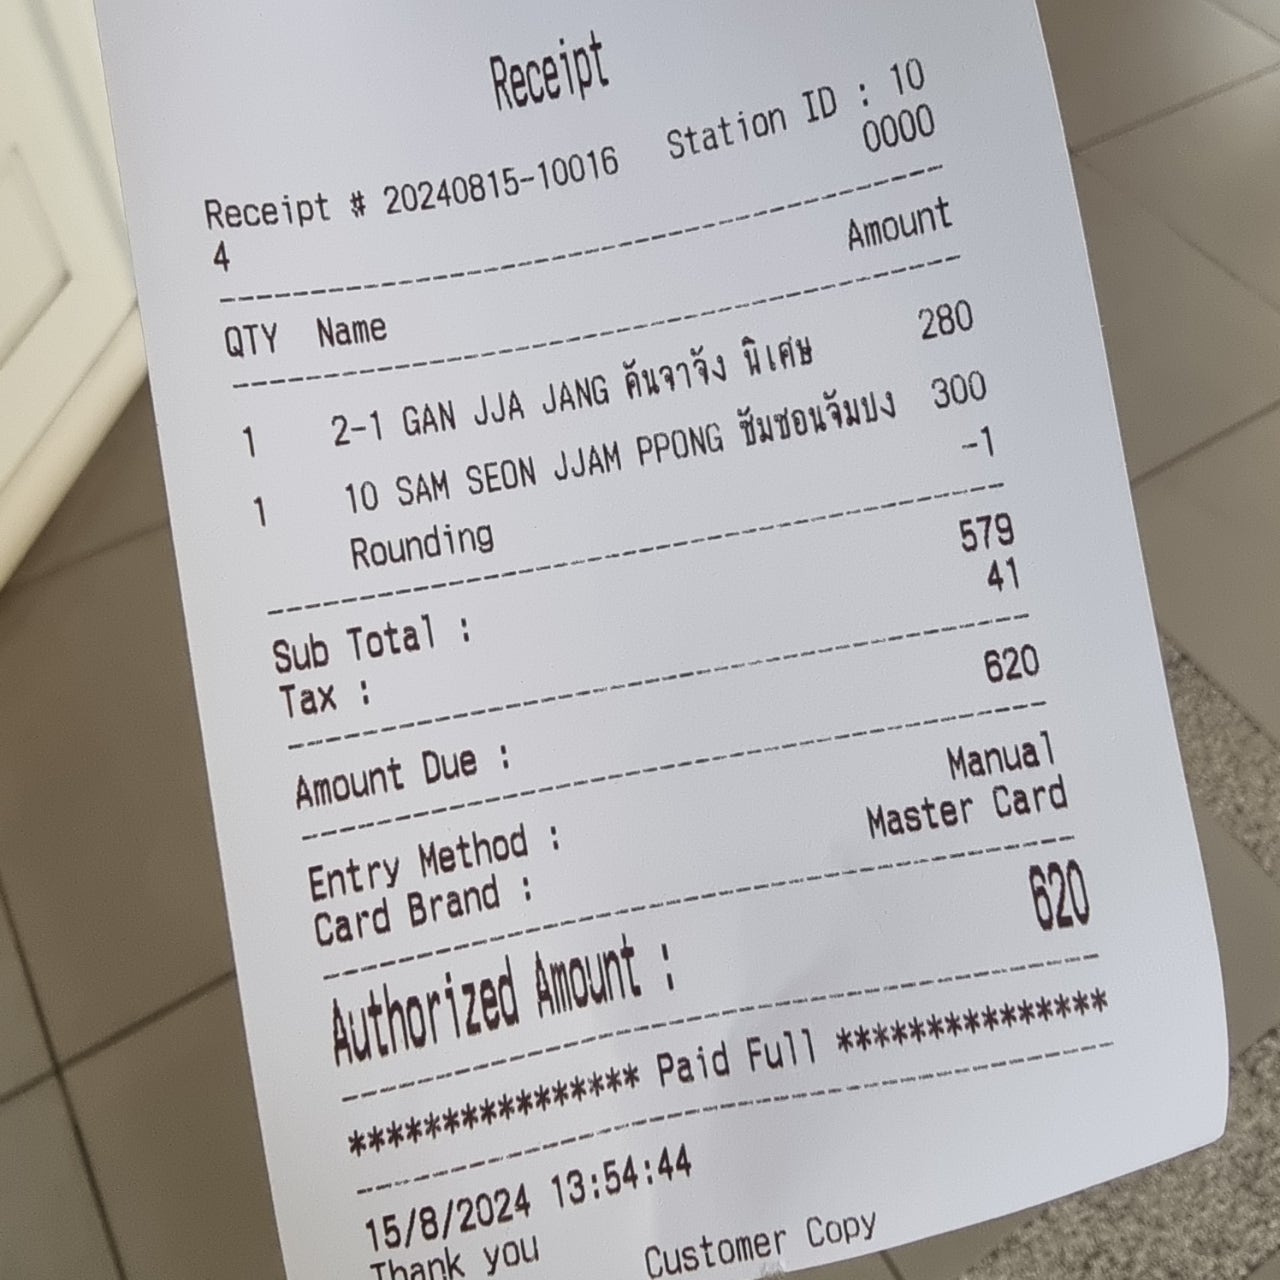 Receipt
Receipt # 20240815-10016 Station ID : 10
4 0000
QTY Name Amount
1 2-1 GAN JJA JANG คันจาจัง พิเศษ 280
1 10 SAM SEON JJAM PPONG ซัมซอนจัมปง 300
Rounding -1
Sub Total : 579
Tax : 41
Amount Due : 620
Entry Method : Manual
Card Brand : Master Card
Authorized Amount : 620
**************** Paid Full ***************
15/8/2024 13:54:44
Thank you Customer Copy